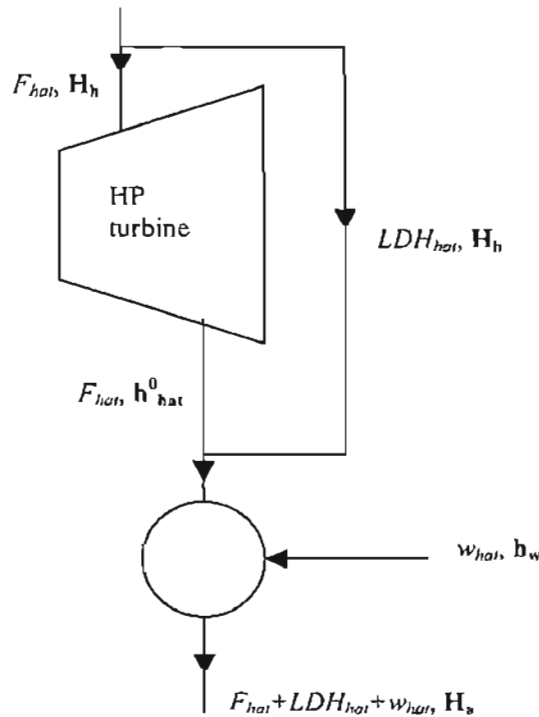 F_hat, H_h
HP
turbine
LDH_hat, H_h
F_hat, h^0_hat
w_hat, h_w
F_hat+LDH_hat+w_hat, H_a